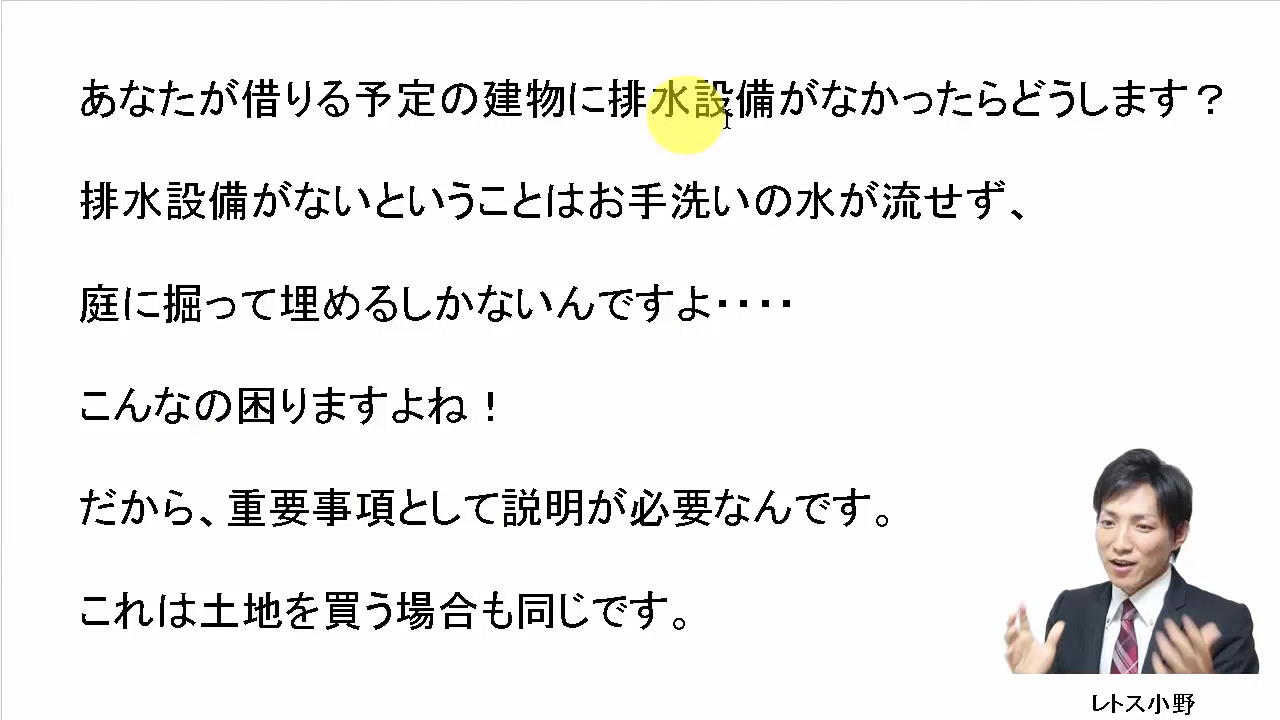 あなたが借りる予定の建物に排水設備がなかったらどうします？
排水設備がないということはお手洗いの水が流せず、
庭に掘って埋めるしかないんですよ・・・・
こんなの困りますよね！
だから、重要事項として説明が必要なんです。
これは土地を買う場合も同じです。
レトス小野